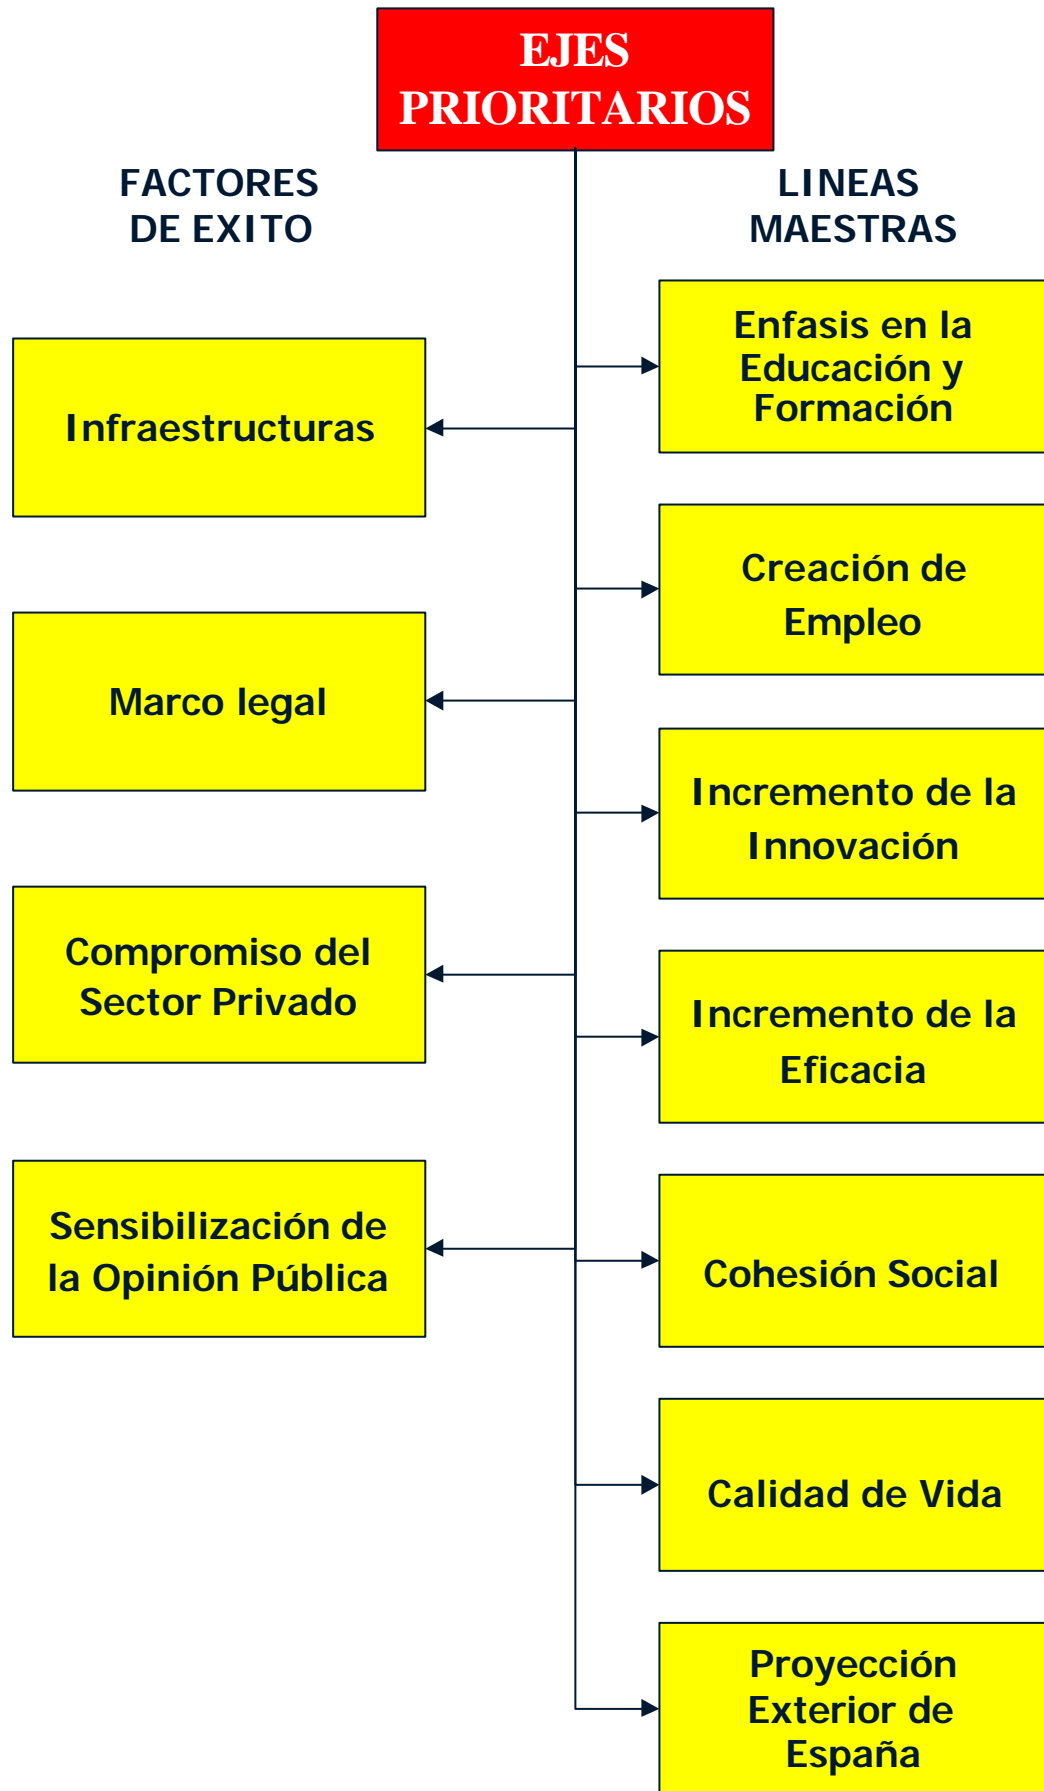 EJES
PRIORITARIOS
FACTORES
DE EXITO
Infraestructuras
Marco legal
Compromiso del
Sector Privado
Sensibilización de
la Opinión Pública
LINEAS
MAESTRAS
Enfasis en la
Educación y
Formación
Creación de
Empleo
Incremento de la
Innovación
Incremento de la
Eficacia
Cohesión Social
Calidad de Vida
Proyección
Exterior de
España